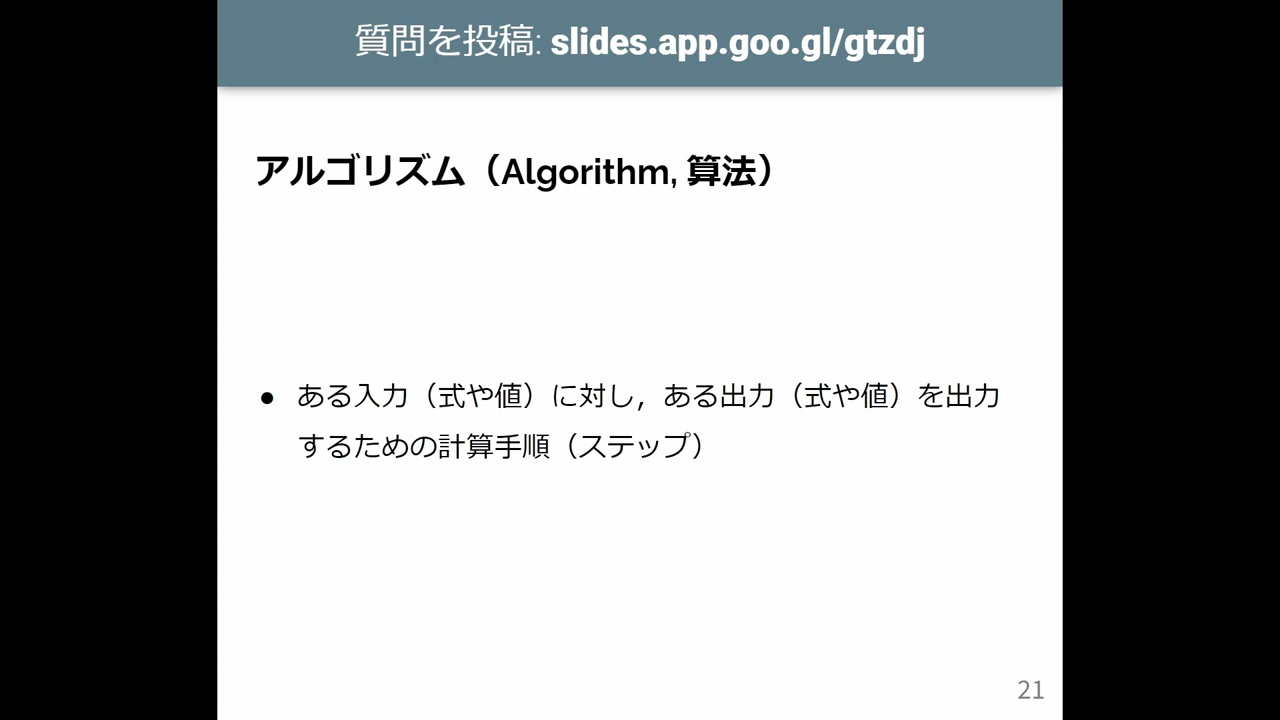 質問を投稿: slides.app.goo.gl/gtzdj
アルゴリズム（Algorithm, 算法）
● ある入力（式や値）に対し，ある出力（式や値）を出力
するための計算手順（ステップ）
21